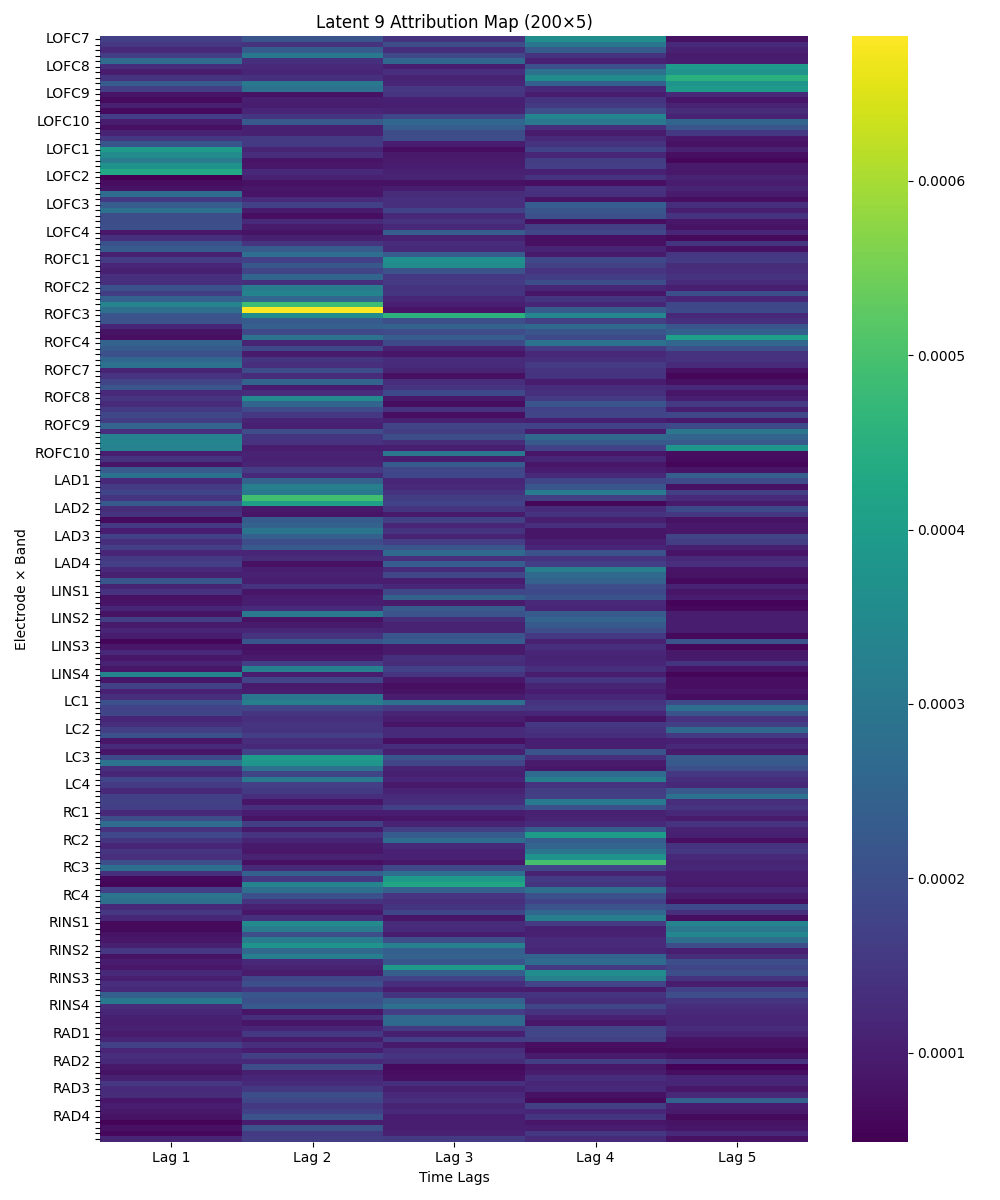 Latent 9 Attribution Map (200×5)
LOFC7
LOFC8
LOFC9
LOFC10
LOFC1
LOFC2
LOFC3
LOFC4
ROFC1
ROFC2
ROFC3
ROFC4
ROFC7
ROFC8
ROFC9
ROFC10
LAD1
LAD2
LAD3
LAD4
LINS1
LINS2
LINS3
LINS4
LC1
LC2
LC3
LC4
RC1
RC2
RC3
RC4
RINS1
RINS2
RINS3
RINS4
RAD1
RAD2
RAD3
RAD4
Electrode × Band
Lag 1 Lag 2 Lag 3 Lag 4 Lag 5
Time Lags
0.0006
0.0005
0.0004
0.0003
0.0002
0.0001